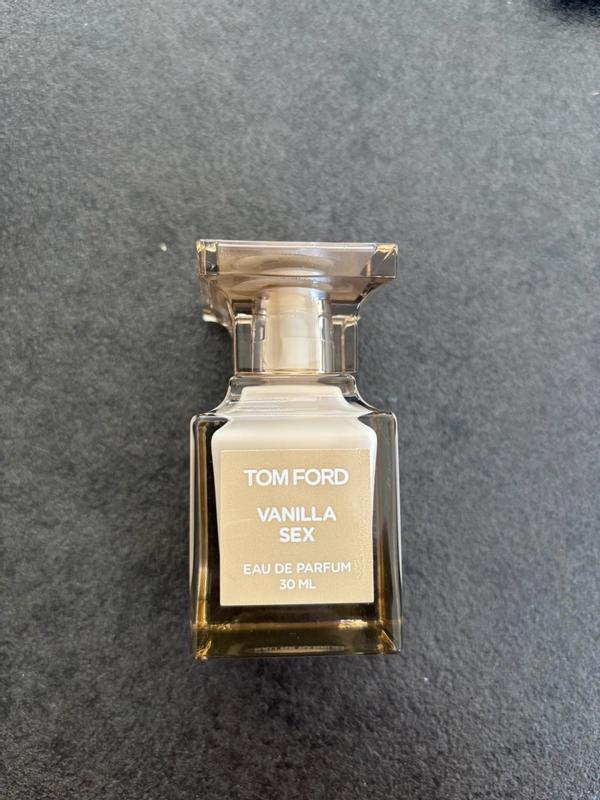 TOM FORD
VANILLA
SEX
EAU DE PARFUM
30 ML